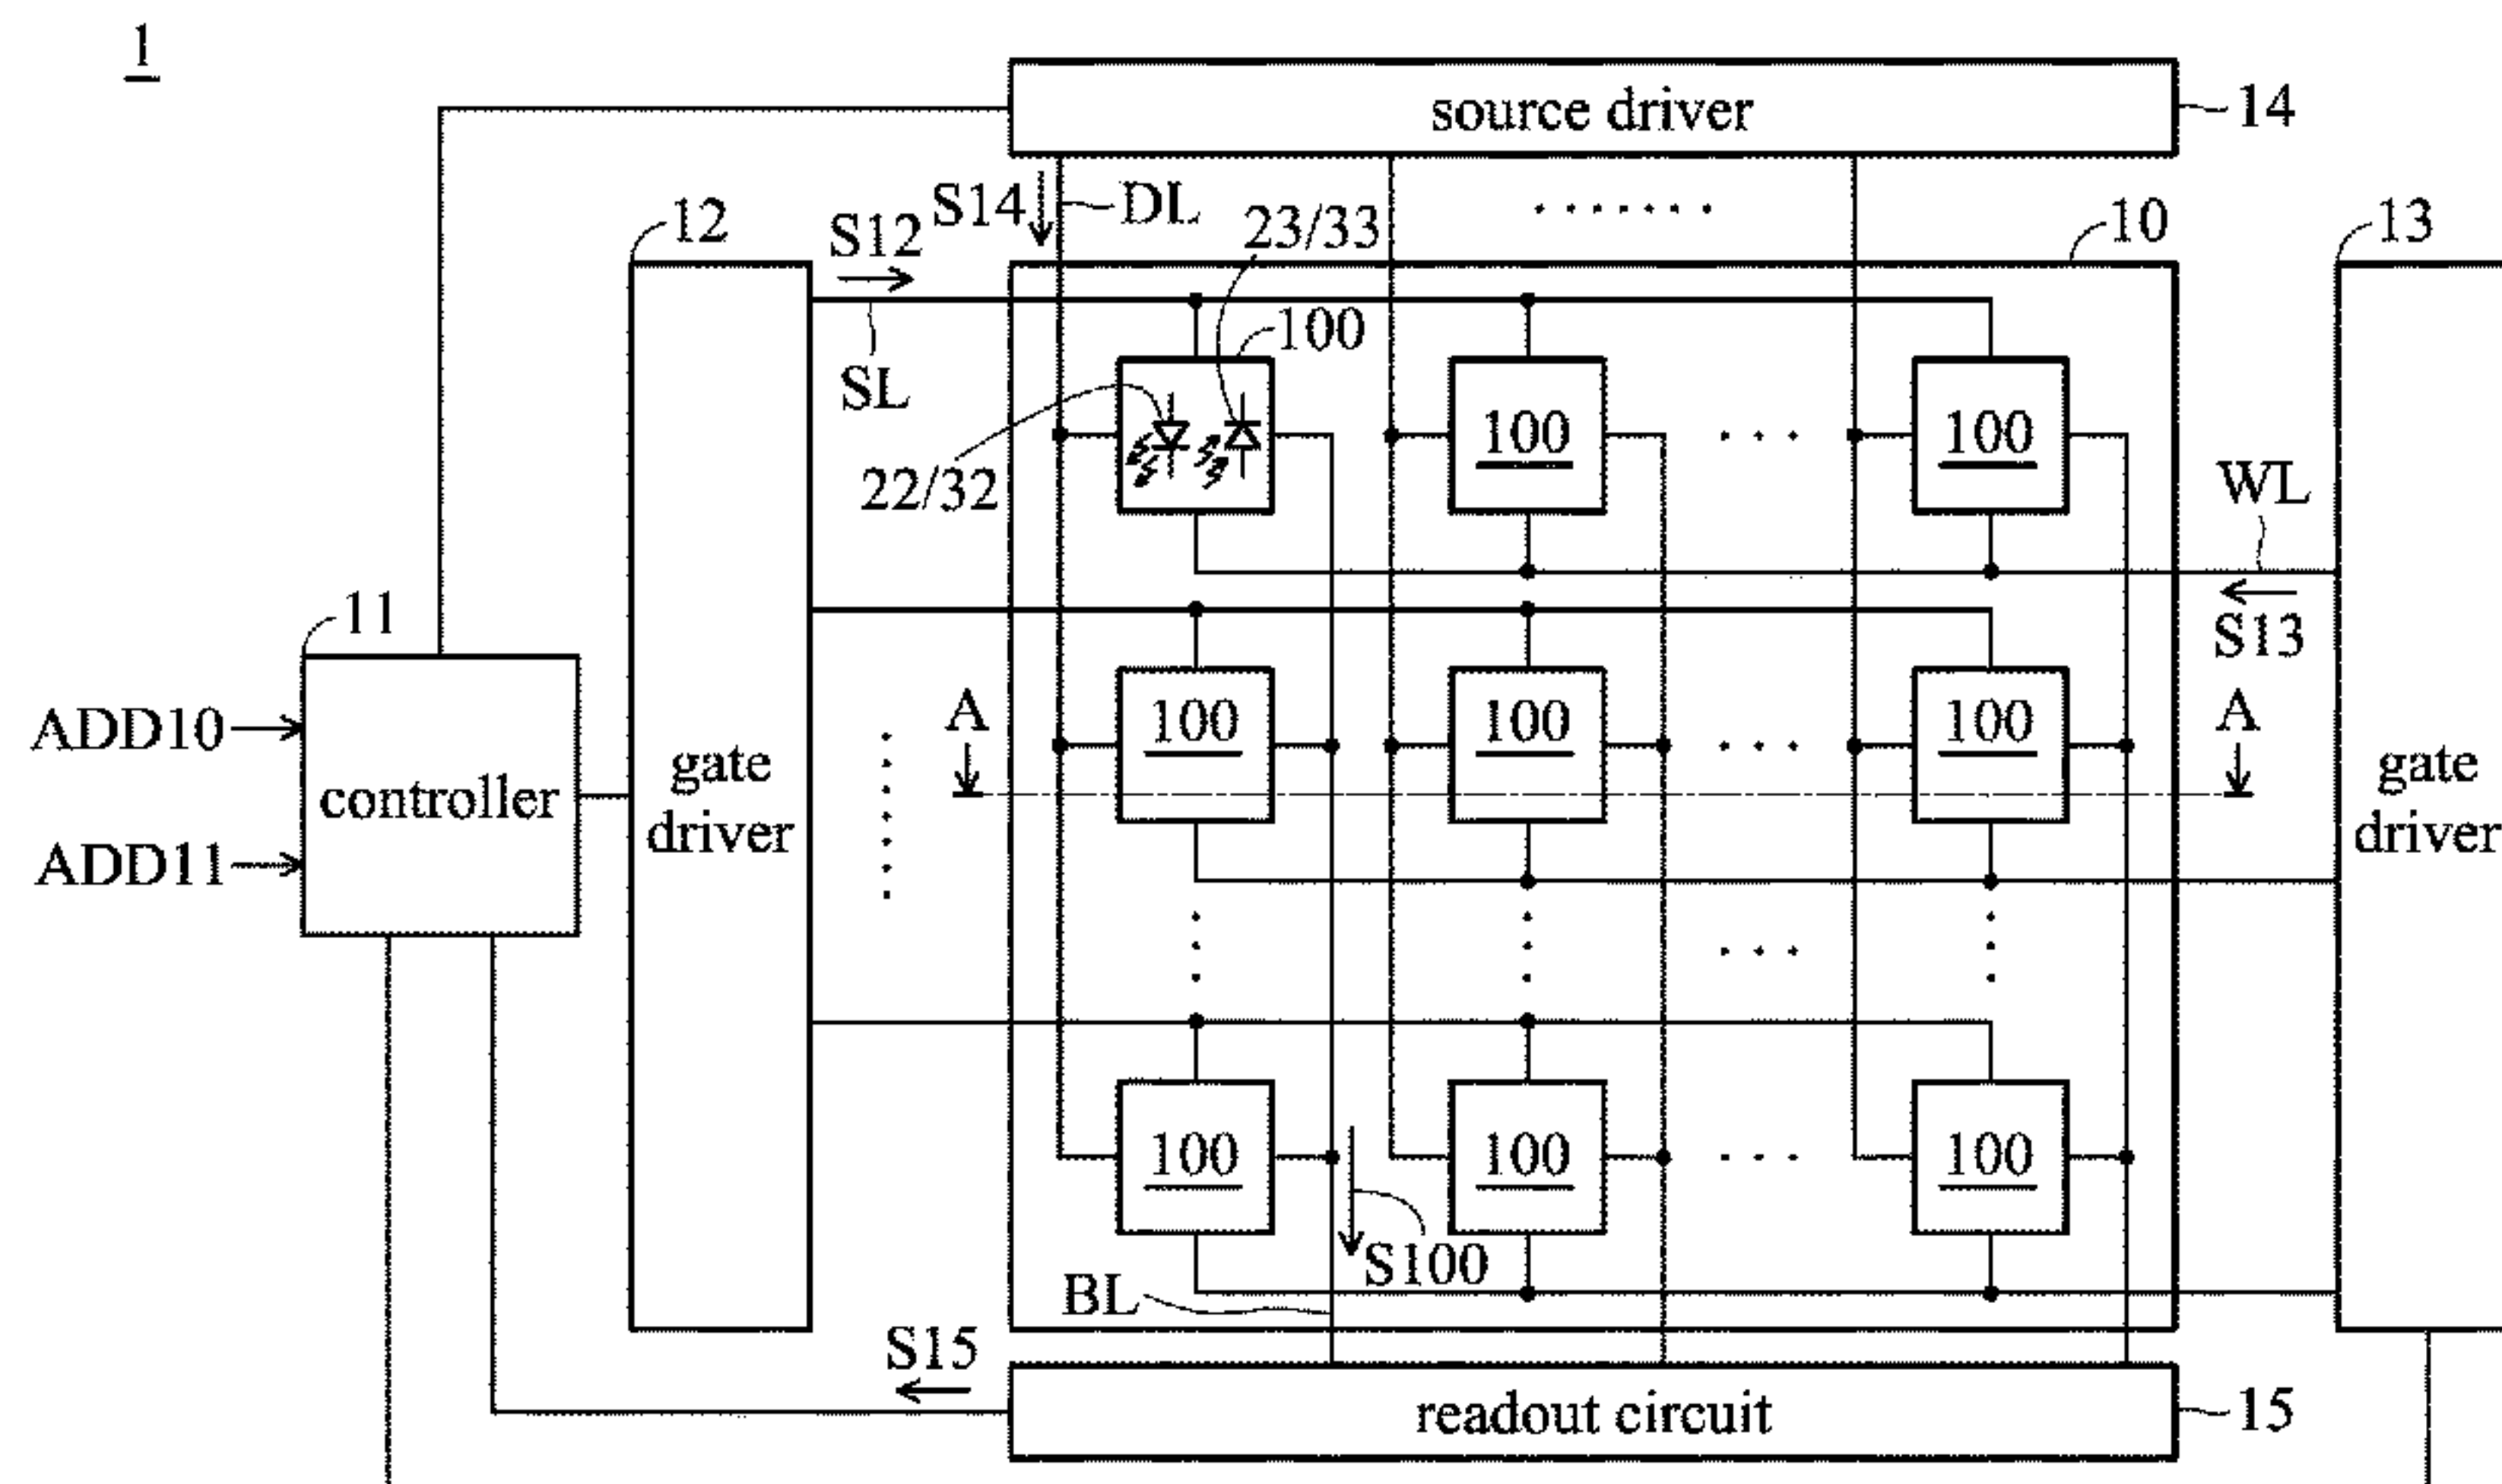 1
source driver
14
S14
DL
12
S12
23/33
10
13
100
SL
100
100
22/32
WL
11
S13
ADD10
A
100
100
100
A
controller
gate
driver
gate
driver
ADD11
100
100
100
S100
BL
S15
readout circuit
15